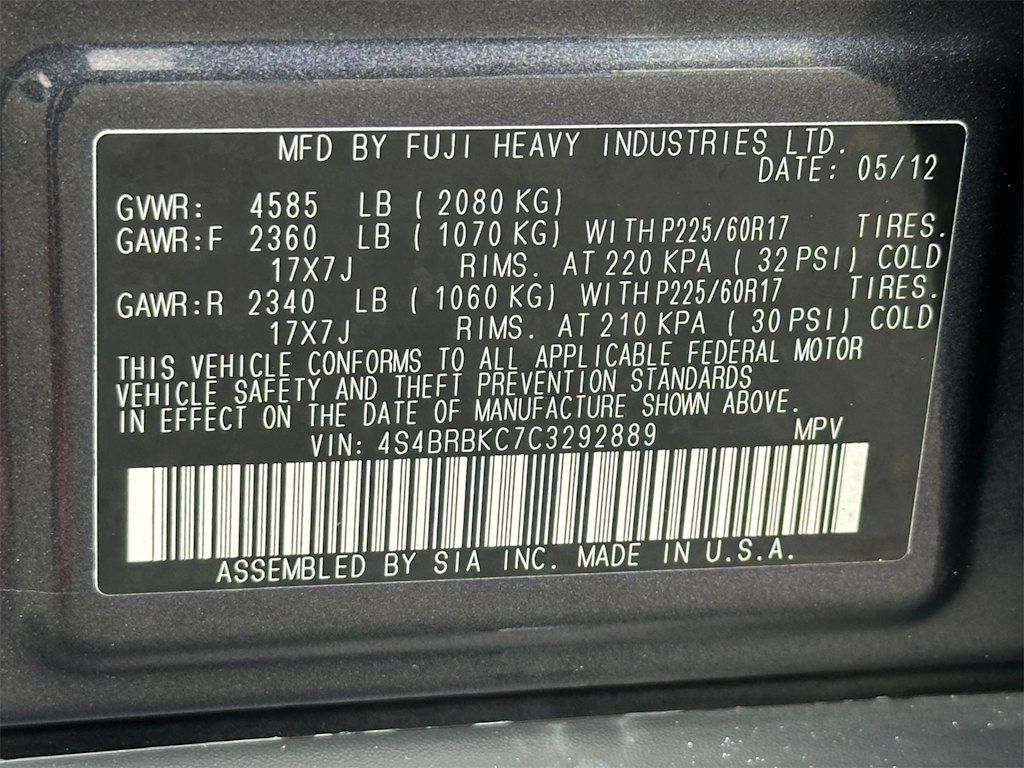 MFD BY FUJI HEAVY INDUSTRIES LTD.
DATE: 05/12
GVWR: 4585 LB ( 2080 KG)
GAWR:F 2360 LB ( 1070 KG) WITH P225/60R17 TIRES.
17X7J RIMS. AT 220 KPA ( 32 PSI) COLD
GAWR:R 2340 LB ( 1060 KG) WITH P225/60R17 TIRES.
17X7J RIMS. AT 210 KPA ( 30 PSI) COLD
THIS VEHICLE CONFORMS TO ALL APPLICABLE FEDERAL MOTOR
VEHICLE SAFETY AND THEFT PREVENTION STANDARDS
IN EFFECT ON THE DATE OF MANUFACTURE SHOWN ABOVE.
VIN: 4S4BRBKC7C3292889 MPV
ASSEMBLED BY SIA INC. MADE IN U.S.A.